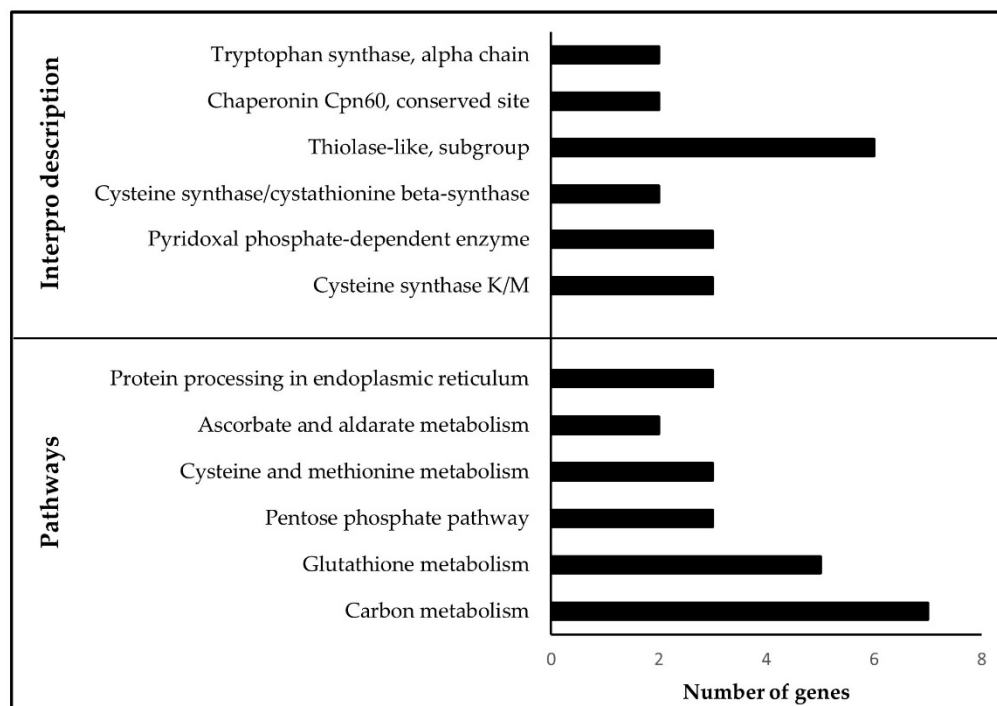 Interpro description
Tryptophan synthase, alpha chain
Chaperonin Cpn60, conserved site
Thiolase-like, subgroup
Cysteine synthase/cystathionine beta-synthase
Pyridoxal phosphate-dependent enzyme
Cysteine synthase K/M
Pathways
Protein processing in endoplasmic reticulum
Ascorbate and aldarate metabolism
Cysteine and methionine metabolism
Pentose phosphate pathway
Glutathione metabolism
Carbon metabolism
0 2 4 6 8
Number of genes